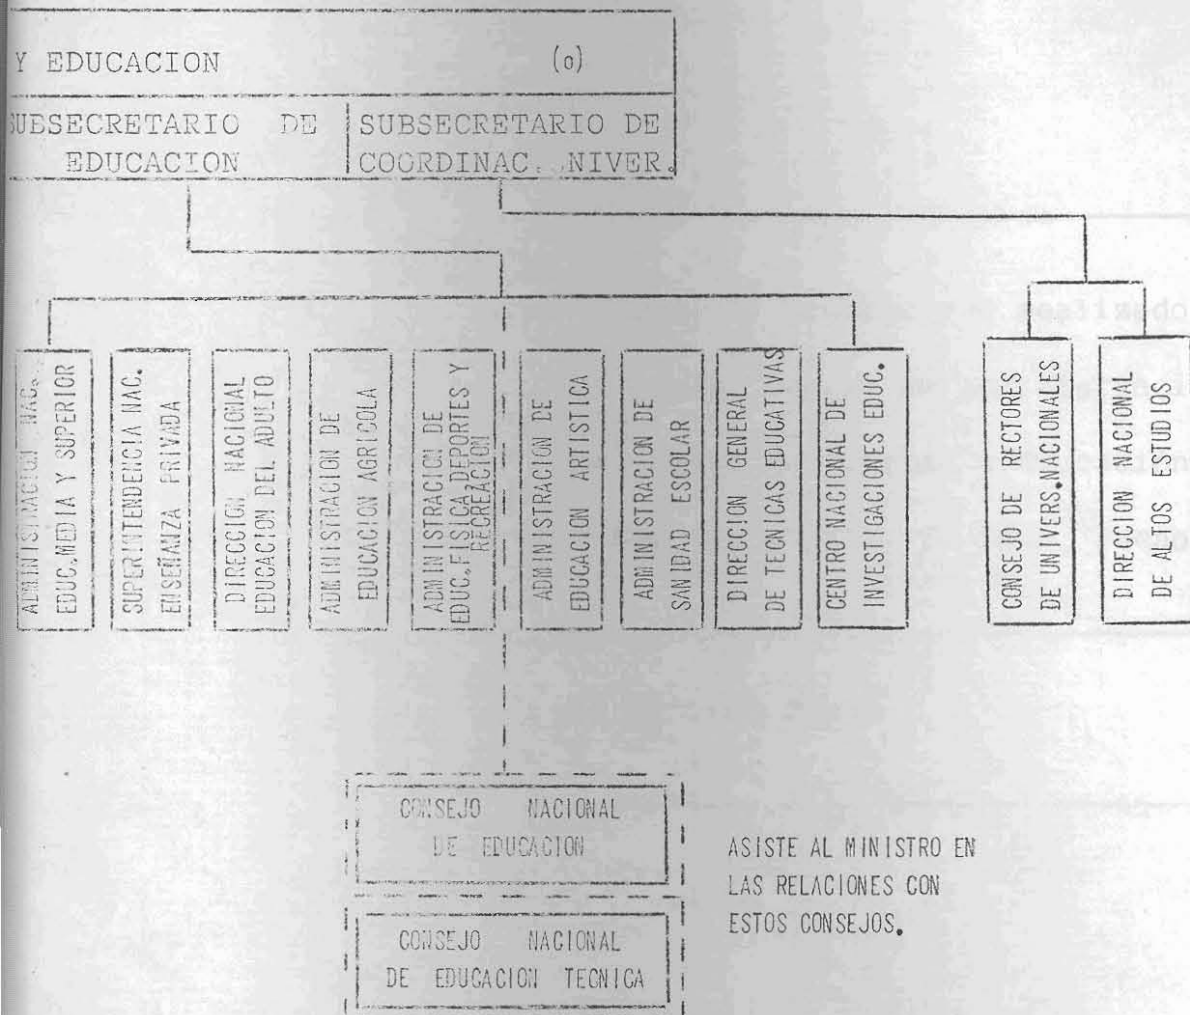 Y EDUCACION (o)
SUBSECRETARIO DE
EDUCACION
SUBSECRETARIO DE
COORDINAC. NIVER.
ADMINISTRACION NAC.
EDUC.MEDIA Y SUPERIOR
SUPERINTENDENCIA NAC.
ENSEÑANZA PRIVADA
DIRECCION NACIONAL
EDUCACION DEL ADULTO
ADMINISTRACION DE
EDUCACION AGRICOLA
ADMINISTRACION DE
EDUC.FISICA,DEPORTES Y
RECREACION
ADMINISTRACION DE
EDUCACION ARTISTICA
ADMINISTRACION DE
SANIDAD ESCOLAR
DIRECCION GENERAL
DE TECNICAS EDUCATIVAS
CENTRO NACIONAL DE
INVESTIGACIONES EDUC.
CONSEJO DE RECTORES
DE UNIVERS.NACIONALES
DIRECCION NACIONAL
DE ALTOS ESTUDIOS
CONSEJO NACIONAL
DE EDUCACION
CONSEJO NACIONAL
DE EDUCACION TECNICA
ASISTE AL MINISTRO EN
LAS RELACIONES CON
ESTOS CONSEJOS.